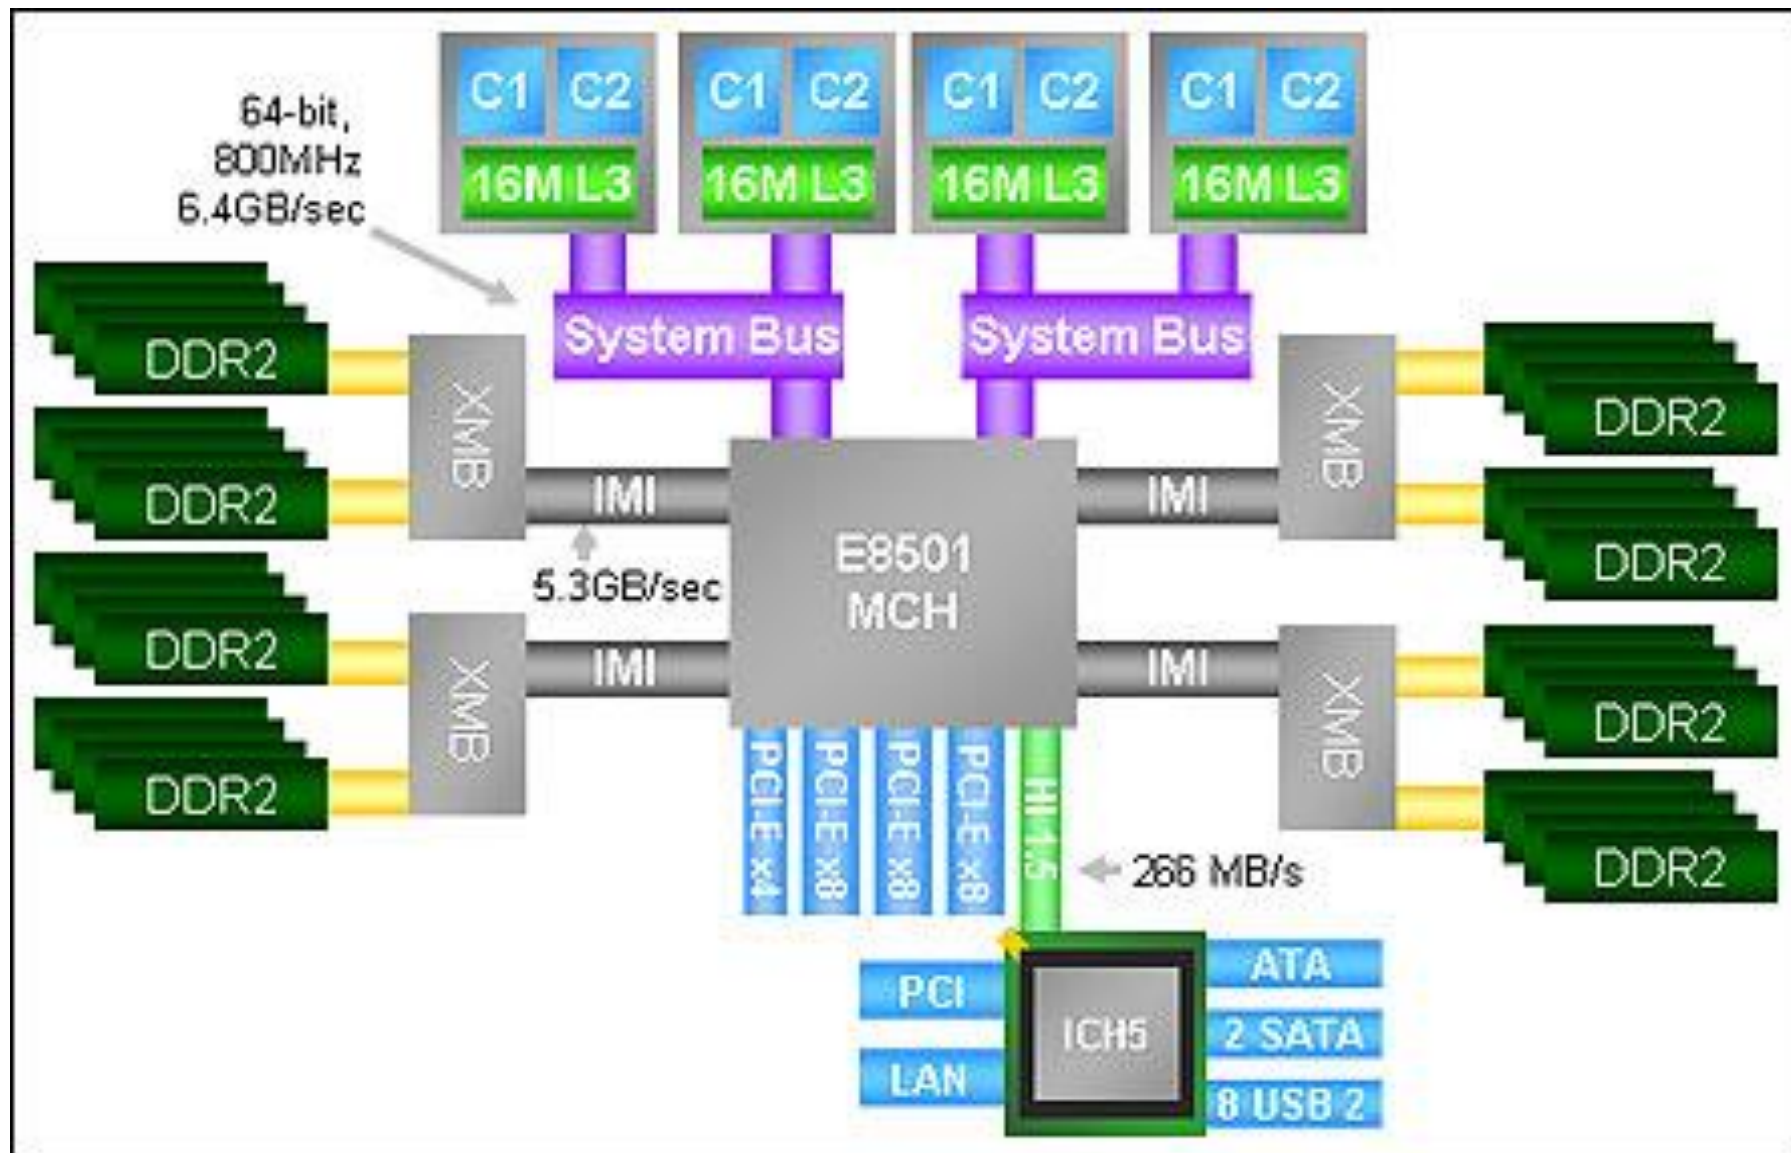 C1 C2
C1 C2
C1 C2
C1 C2
16M L3
16M L3
16M L3
16M L3
64-bit,
800MHz
6.4GB/sec
System Bus
System Bus
DDR2
DDR2
DDR2
DDR2
XMB
XMB
IMI
5.3GB/sec
IMI
E8501
MCH
IMI
IMI
XMB
XMB
DDR2
DDR2
DDR2
DDR2
PCI-E x4
PCI-E x8
PCI-E x8
PCI-E x8
HI 1.5
266 MB/s
PCI
LAN
ICH5
ATA
2 SATA
8 USB 2